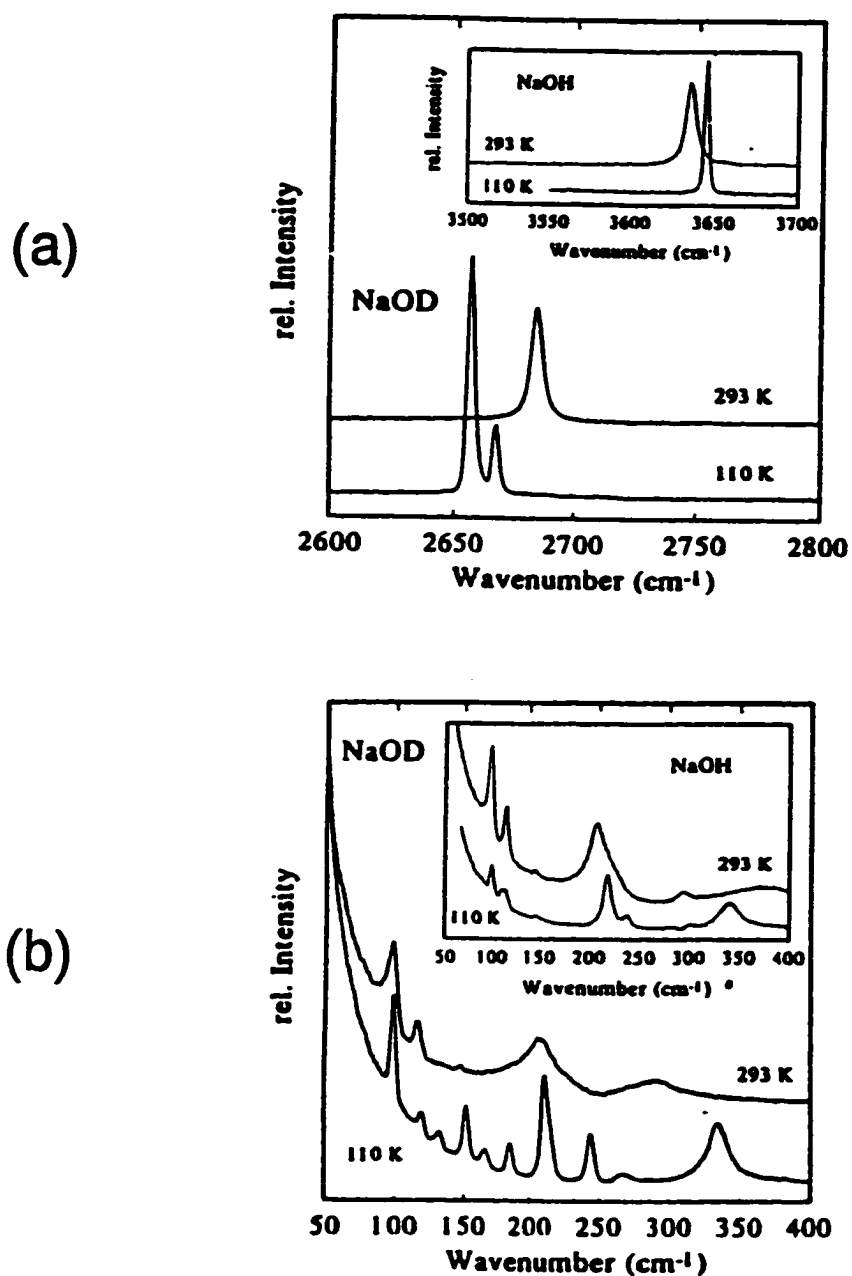 (a)
rel. Intensity
NaOD
293 K
110 K
2600 2650 2700 2750 2800
Wavenumber (cm-1)
rel. Intensity
NaOH
293 K
110 K
3500 3550 3600 3650 3700
Wavenumber (cm-1)
(b)
rel. Intensity
NaOD
293 K
110 K
50 100 150 200 250 300 350 400
Wavenumber (cm-1)
NaOH
293 K
110 K
50 100 150 200 250 300 350 400
Wavenumber (cm-1)